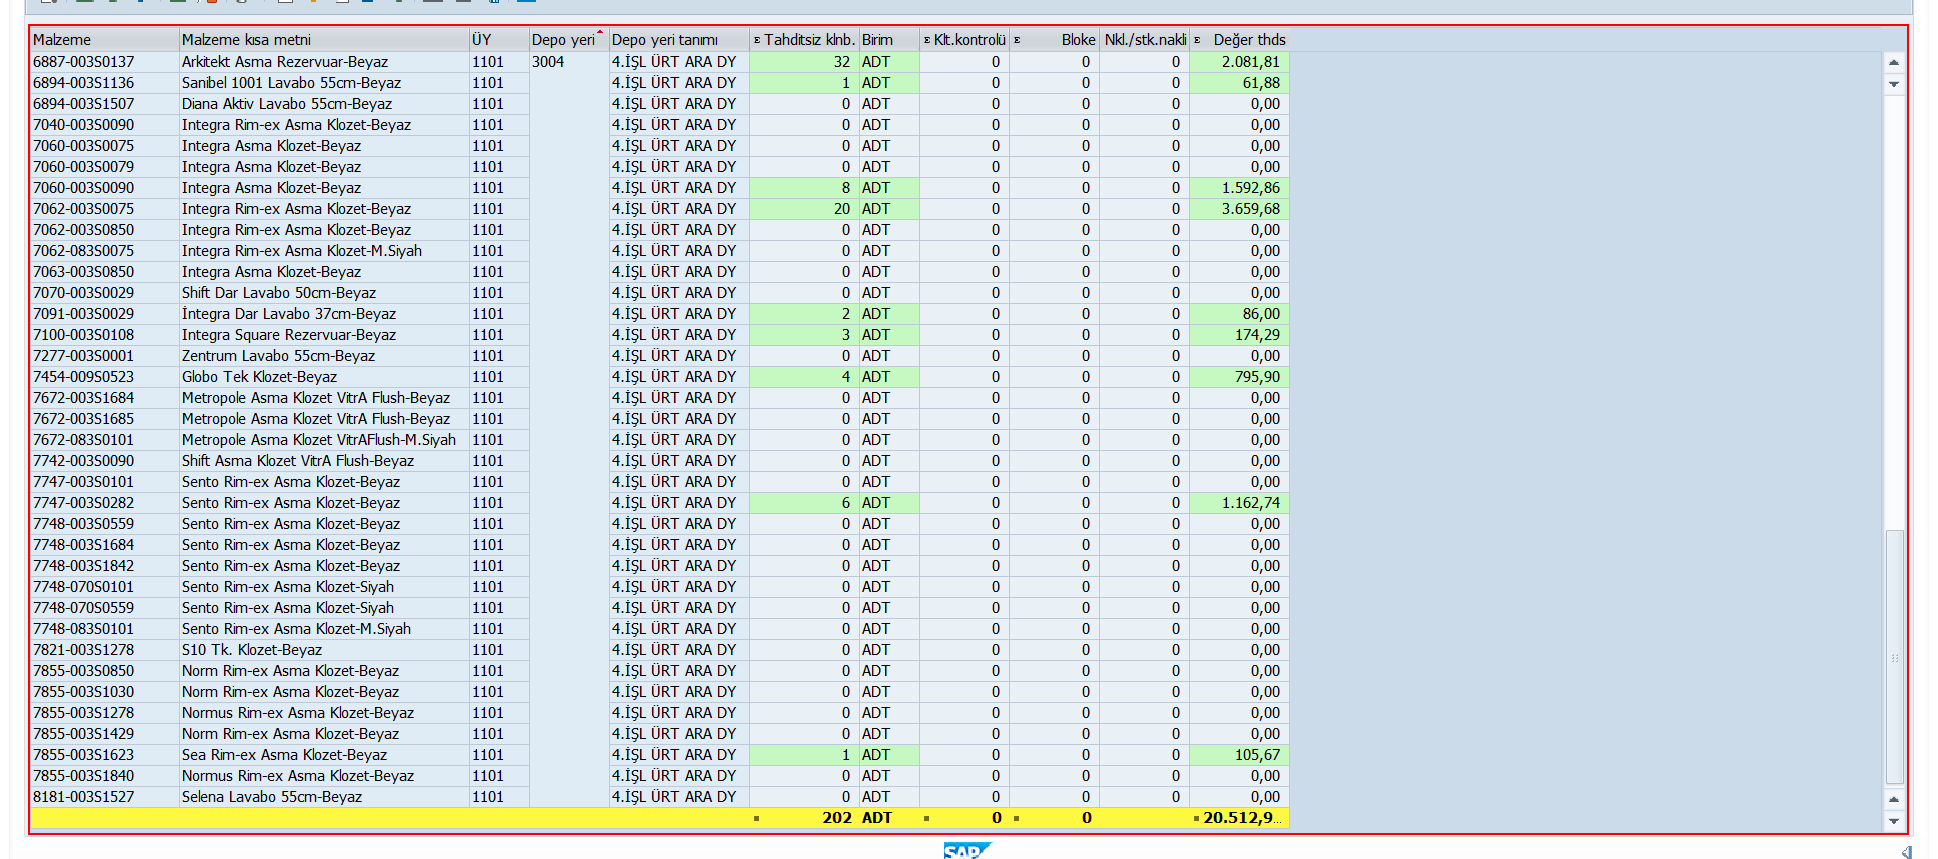 Malzeme Malzeme kısa metni ÜY Depo yeri Depo yeri tanımı Σ Tahditsiz klnb. Birim Σ Klt.kontrolü Σ Bloke Nkl./stk.nakli Σ Değer thds
6887-003S0137 Arkitekt Asma Rezervuar-Beyaz 1101 3004 4.İŞL ÜRT ARA DY 32 ADT 0 0 0 2.081,81
6894-003S1136 Sanibel 1001 Lavabo 55cm-Beyaz 1101 4.İŞL ÜRT ARA DY 1 ADT 0 0 0 61,88
6894-003S1507 Diana Aktiv Lavabo 55cm-Beyaz 1101 4.İŞL ÜRT ARA DY 0 ADT 0 0 0 0,00
7040-003S0090 Integra Rim-ex Asma Klozet-Beyaz 1101 4.İŞL ÜRT ARA DY 0 ADT 0 0 0 0,00
7060-003S0075 Integra Asma Klozet-Beyaz 1101 4.İŞL ÜRT ARA DY 0 ADT 0 0 0 0,00
7060-003S0079 Integra Asma Klozet-Beyaz 1101 4.İŞL ÜRT ARA DY 0 ADT 0 0 0 0,00
7060-003S0090 Integra Asma Klozet-Beyaz 1101 4.İŞL ÜRT ARA DY 8 ADT 0 0 0 1.592,86
7062-003S0075 Integra Rim-ex Asma Klozet-Beyaz 1101 4.İŞL ÜRT ARA DY 20 ADT 0 0 0 3.659,68
7062-003S0850 Integra Rim-ex Asma Klozet-Beyaz 1101 4.İŞL ÜRT ARA DY 0 ADT 0 0 0 0,00
7062-083S0075 Integra Rim-ex Asma Klozet-M.Siyah 1101 4.İŞL ÜRT ARA DY 0 ADT 0 0 0 0,00
7063-003S0850 Integra Asma Klozet-Beyaz 1101 4.İŞL ÜRT ARA DY 0 ADT 0 0 0 0,00
7070-003S0029 Shift Dar Lavabo 50cm-Beyaz 1101 4.İŞL ÜRT ARA DY 0 ADT 0 0 0 0,00
7091-003S0029 İntegra Dar Lavabo 37cm-Beyaz 1101 4.İŞL ÜRT ARA DY 2 ADT 0 0 0 86,00
7100-003S0108 Integra Square Rezervuar-Beyaz 1101 4.İŞL ÜRT ARA DY 3 ADT 0 0 0 174,29
7277-003S0001 Zentrum Lavabo 55cm-Beyaz 1101 4.İŞL ÜRT ARA DY 0 ADT 0 0 0 0,00
7454-009S0523 Globo Tek Klozet-Beyaz 1101 4.İŞL ÜRT ARA DY 4 ADT 0 0 0 795,90
7672-003S1684 Metropole Asma Klozet VitrA Flush-Beyaz 1101 4.İŞL ÜRT ARA DY 0 ADT 0 0 0 0,00
7672-003S1685 Metropole Asma Klozet VitrA Flush-Beyaz 1101 4.İŞL ÜRT ARA DY 0 ADT 0 0 0 0,00
7672-083S0101 Metropole Asma Klozet VitrAFlush-M.Siyah 1101 4.İŞL ÜRT ARA DY 0 ADT 0 0 0 0,00
7742-003S0090 Shift Asma Klozet VitrA Flush-Beyaz 1101 4.İŞL ÜRT ARA DY 0 ADT 0 0 0 0,00
7747-003S0101 Sento Rim-ex Asma Klozet-Beyaz 1101 4.İŞL ÜRT ARA DY 0 ADT 0 0 0 0,00
7747-003S0282 Sento Rim-ex Asma Klozet-Beyaz 1101 4.İŞL ÜRT ARA DY 6 ADT 0 0 0 1.162,74
7748-003S0559 Sento Rim-ex Asma Klozet-Beyaz 1101 4.İŞL ÜRT ARA DY 0 ADT 0 0 0 0,00
7748-003S1684 Sento Rim-ex Asma Klozet-Beyaz 1101 4.İŞL ÜRT ARA DY 0 ADT 0 0 0 0,00
7748-003S1842 Sento Rim-ex Asma Klozet-Beyaz 1101 4.İŞL ÜRT ARA DY 0 ADT 0 0 0 0,00
7748-070S0101 Sento Rim-ex Asma Klozet-Siyah 1101 4.İŞL ÜRT ARA DY 0 ADT 0 0 0 0,00
7748-070S0559 Sento Rim-ex Asma Klozet-Siyah 1101 4.İŞL ÜRT ARA DY 0 ADT 0 0 0 0,00
7748-083S0101 Sento Rim-ex Asma Klozet-M.Siyah 1101 4.İŞL ÜRT ARA DY 0 ADT 0 0 0 0,00
7821-003S1278 S10 Tk. Klozet-Beyaz 1101 4.İŞL ÜRT ARA DY 0 ADT 0 0 0 0,00
7855-003S0850 Norm Rim-ex Asma Klozet-Beyaz 1101 4.İŞL ÜRT ARA DY 0 ADT 0 0 0 0,00
7855-003S1030 Norm Rim-ex Asma Klozet-Beyaz 1101 4.İŞL ÜRT ARA DY 0 ADT 0 0 0 0,00
7855-003S1278 Normus Rim-ex Asma Klozet-Beyaz 1101 4.İŞL ÜRT ARA DY 0 ADT 0 0 0 0,00
7855-003S1429 Norm Rim-ex Asma Klozet-Beyaz 1101 4.İŞL ÜRT ARA DY 0 ADT 0 0 0 0,00
7855-003S1623 Sea Rim-ex Asma Klozet-Beyaz 1101 4.İŞL ÜRT ARA DY 1 ADT 0 0 0 105,67
7855-003S1840 Normus Rim-ex Asma Klozet-Beyaz 1101 4.İŞL ÜRT ARA DY 0 ADT 0 0 0 0,00
8181-003S1527 Selena Lavabo 55cm-Beyaz 1101 4.İŞL ÜRT ARA DY 0 ADT 0 0 0 0,00
202 ADT 0 0 20.512,9...
SAP